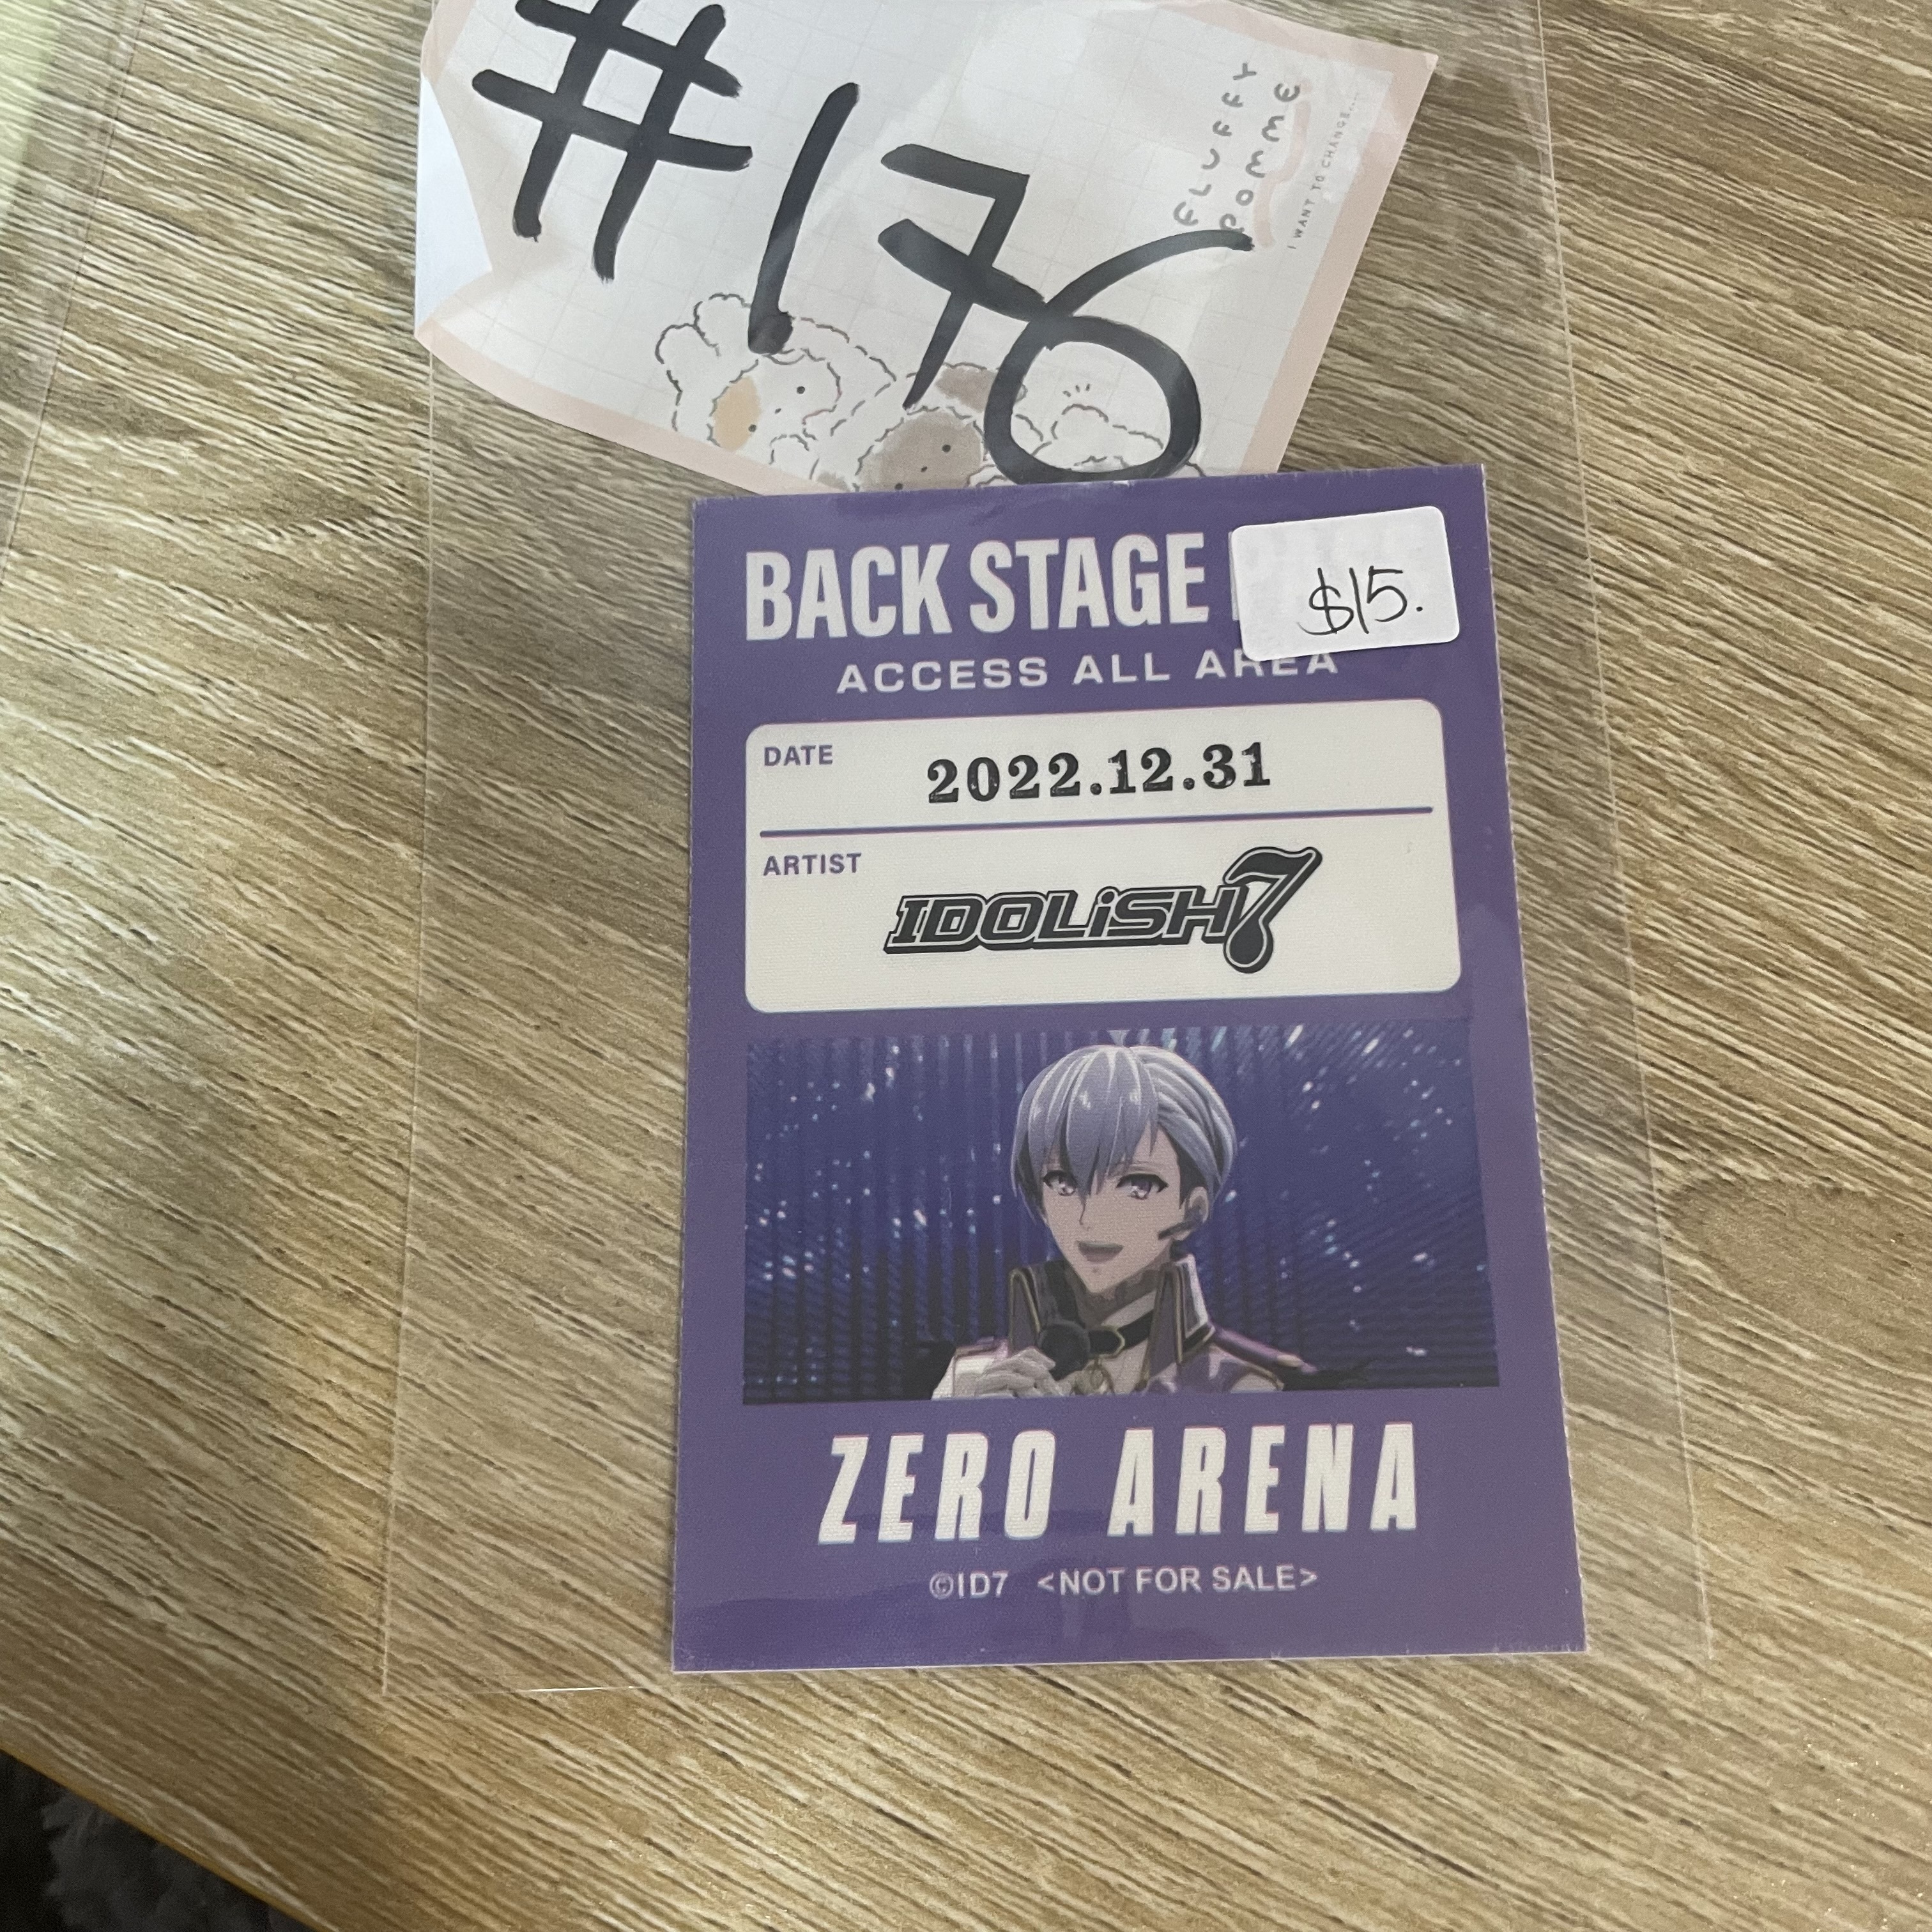 #176
FLUFFY
POMME
I WANT TO CHANGE....
BACK STAGE
$15.
ACCESS ALL AREA
DATE
2022.12.31
ARTIST
IDOLiSH7
ZERO ARENA
©ID7 <NOT FOR SALE>